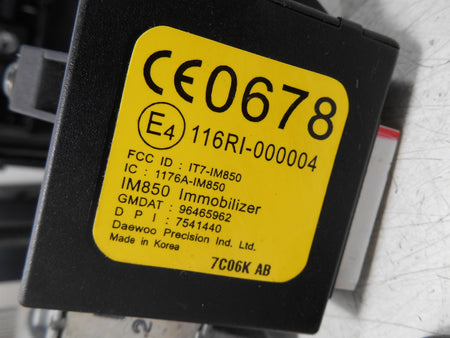 CE0678
E4 116RI-000004
FCC ID : IT7-IM850
IC : 1176A-IM850
IM850 Immobilizer
GMDAT : 96465962
D P I : 7541440
Daewoo Precision Ind. Ltd.
Made in Korea
7C06K AB
2